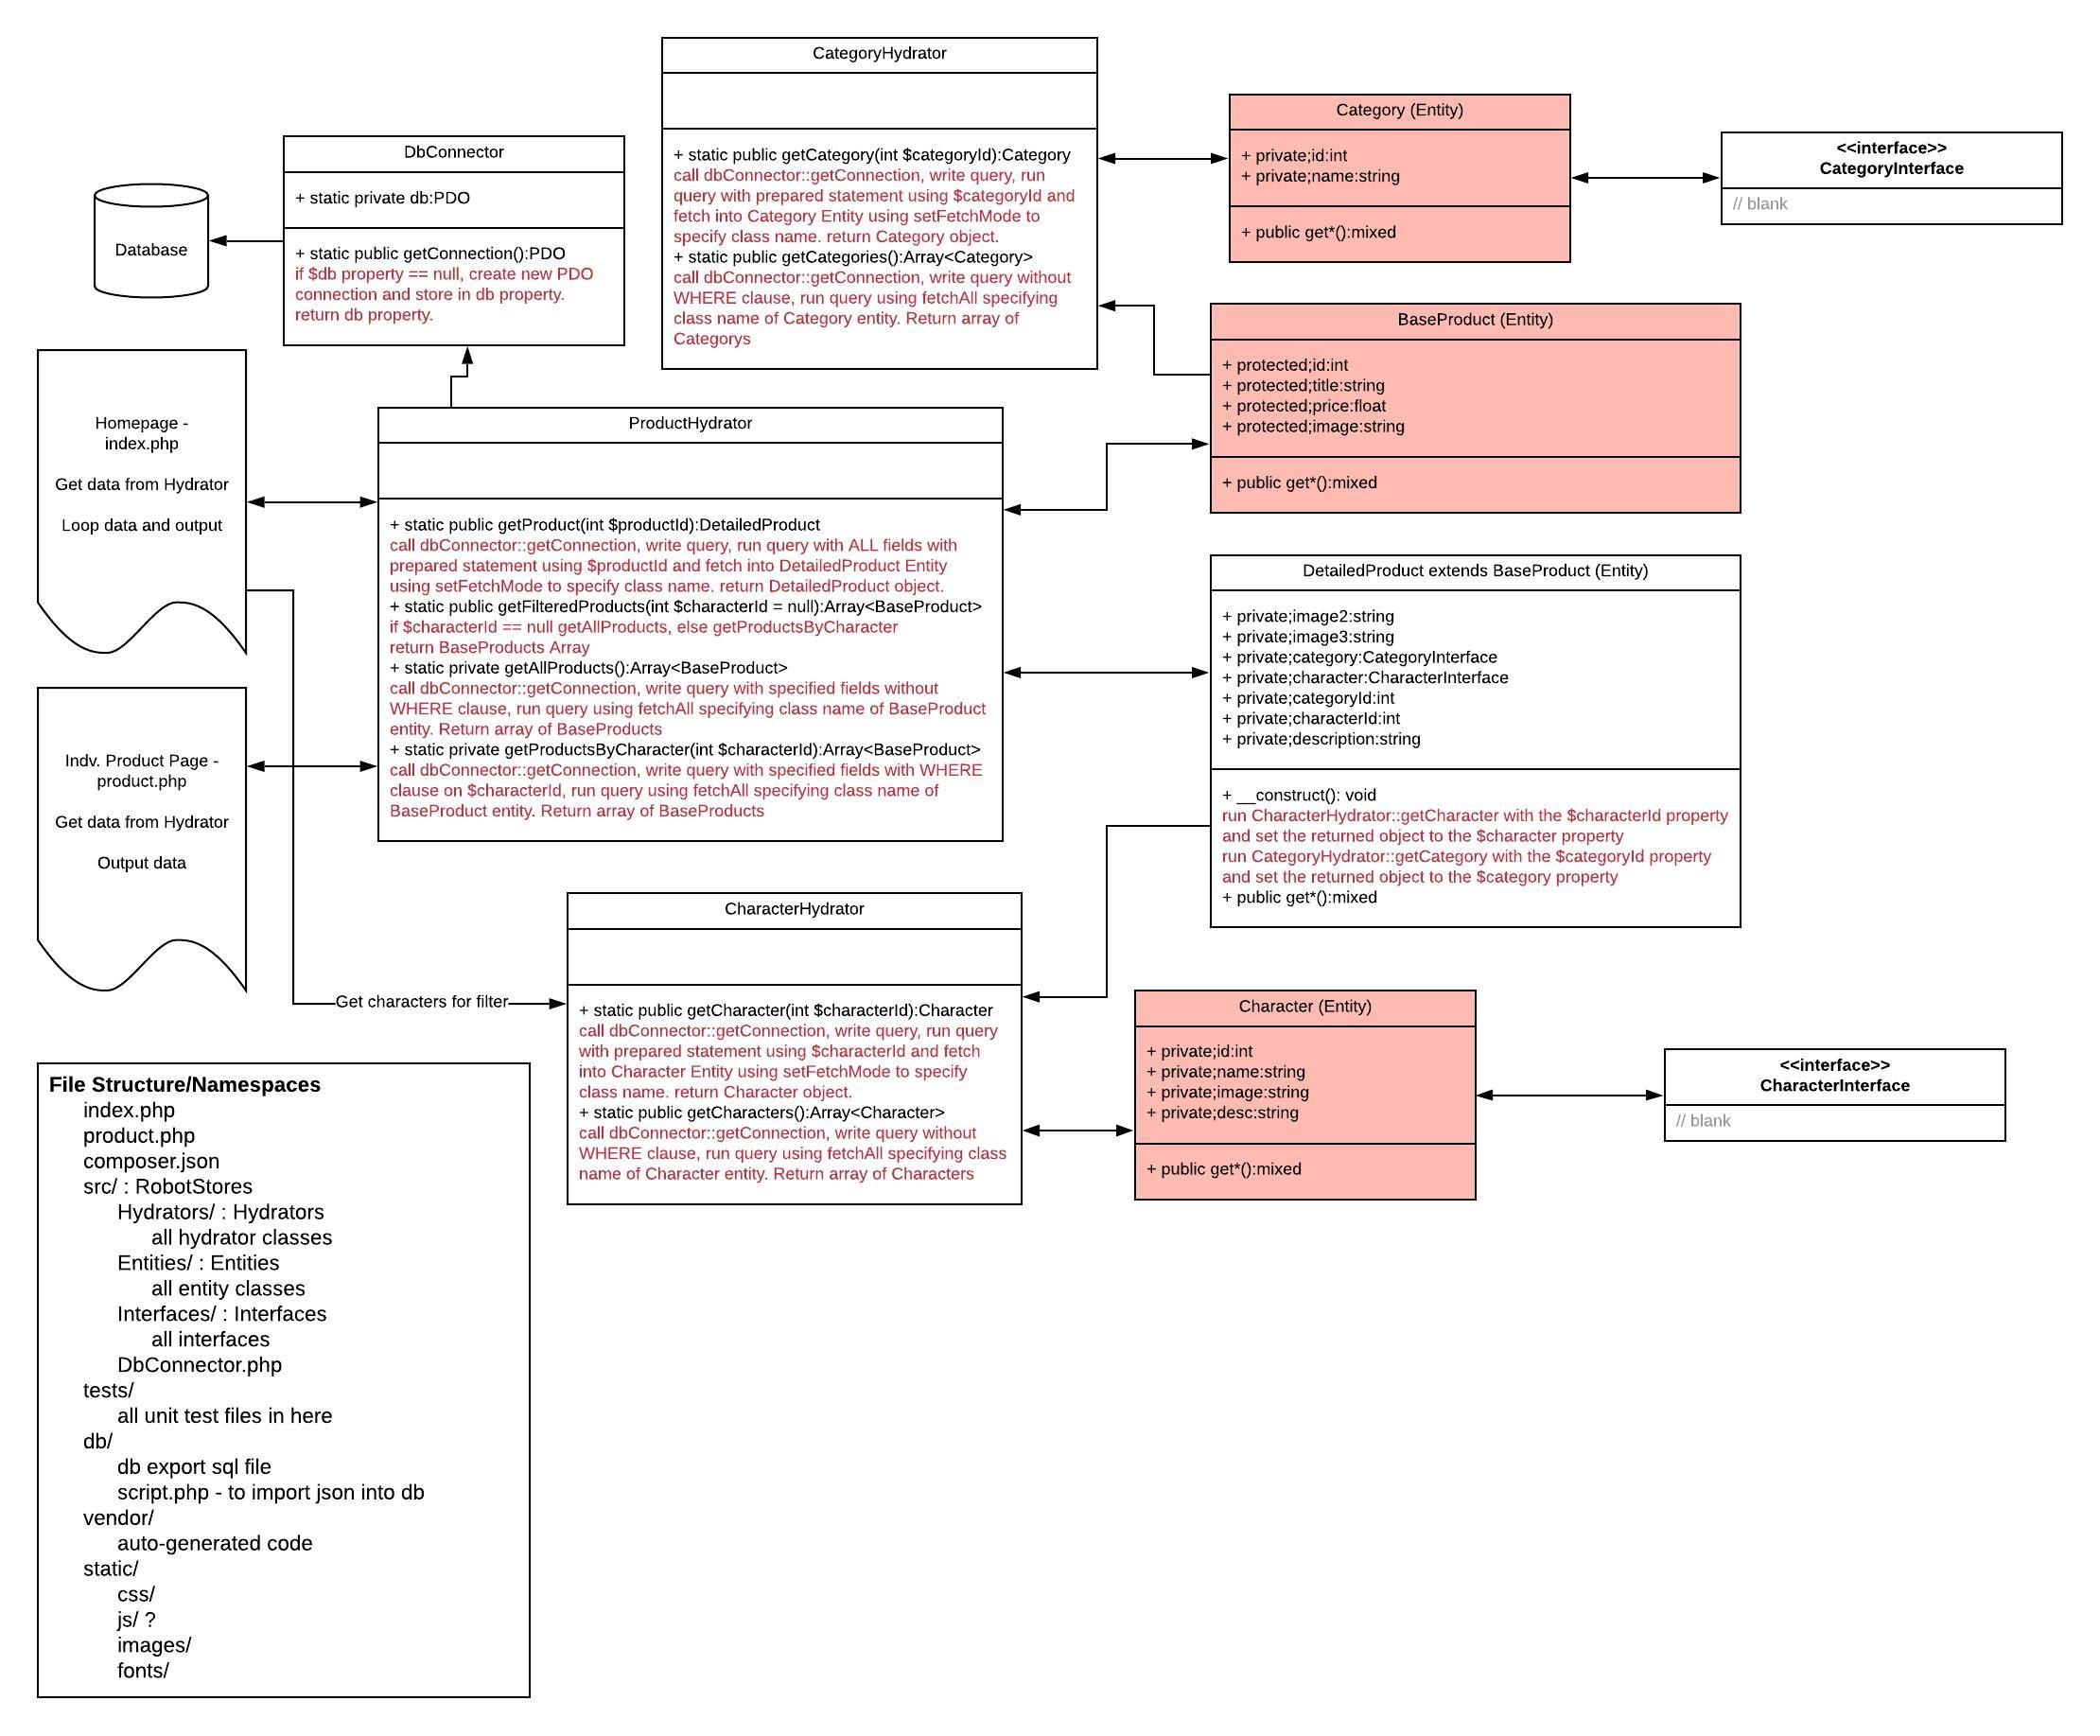 CategoryHydrator
+ static public getCategory(int $categoryId):Category
call dbConnector::getConnection, write query, run
query with prepared statement using $categoryId and
fetch into Category Entity using setFetchMode to
specify class name. return Category object.
+ static public getCategories():Array<Category>
call dbConnector::getConnection, write query without
WHERE clause, run query using fetchAll specifying
class name of Category entity. Return array of
Categorys
Category (Entity)
+ private;id:int
+ private;name:string
+ public get*():mixed
<<interface>>
CategoryInterface
// blank
DbConnector
+ static private db:PDO
+ static public getConnection():PDO
if $db property == null, create new PDO
connection and store in db property.
return db property.
Database
BaseProduct (Entity)
+ protected;id:int
+ protected;title:string
+ protected;price:float
+ protected;image:string
+ public get*():mixed
Homepage -
index.php
Get data from Hydrator
Loop data and output
ProductHydrator
+ static public getProduct(int $productId):DetailedProduct
call dbConnector::getConnection, write query, run query with ALL fields with
prepared statement using $productId and fetch into DetailedProduct Entity
using setFetchMode to specify class name. return DetailedProduct object.
+ static public getFilteredProducts(int $characterId = null):Array<BaseProduct>
if $characterId == null getAllProducts, else getProductsByCharacter
return BaseProducts Array
+ static private getAllProducts():Array<BaseProduct>
call dbConnector::getConnection, write query with specified fields without
WHERE clause, run query using fetchAll specifying class name of BaseProduct
entity. Return array of BaseProducts
+ static private getProductsByCharacter(int $characterId):Array<BaseProduct>
call dbConnector::getConnection, write query with specified fields with WHERE
clause on $characterId, run query using fetchAll specifying class name of
BaseProduct entity. Return array of BaseProducts
DetailedProduct extends BaseProduct (Entity)
+ private;image2:string
+ private;image3:string
+ private;category:CategoryInterface
+ private;character:CharacterInterface
+ private;categoryId:int
+ private;characterId:int
+ private;description:string
+ __construct(): void
run CharacterHydrator::getCharacter with the $characterId property
and set the returned object to the $character property
run CategoryHydrator::getCategory with the $categoryId property
and set the returned object to the $category property
+ public get*():mixed
Indv. Product Page -
product.php
Get data from Hydrator
Output data
Get characters for filter
CharacterHydrator
+ static public getCharacter(int $characterId):Character
call dbConnector::getConnection, write query, run query
with prepared statement using $characterId and fetch
into Character Entity using setFetchMode to specify
class name. return Character object.
+ static public getCharacters():Array<Character>
call dbConnector::getConnection, write query without
WHERE clause, run query using fetchAll specifying class
name of Character entity. Return array of Characters
Character (Entity)
+ private;id:int
+ private;name:string
+ private;image:string
+ private;desc:string
+ public get*():mixed
<<interface>>
CharacterInterface
// blank
File Structure/Namespaces
index.php
product.php
composer.json
src/ : RobotStores
Hydrators/ : Hydrators
all hydrator classes
Entities/ : Entities
all entity classes
Interfaces/ : Interfaces
all interfaces
DbConnector.php
tests/
all unit test files in here
db/
db export sql file
script.php - to import json into db
vendor/
auto-generated code
static/
css/
js/ ?
images/
fonts/